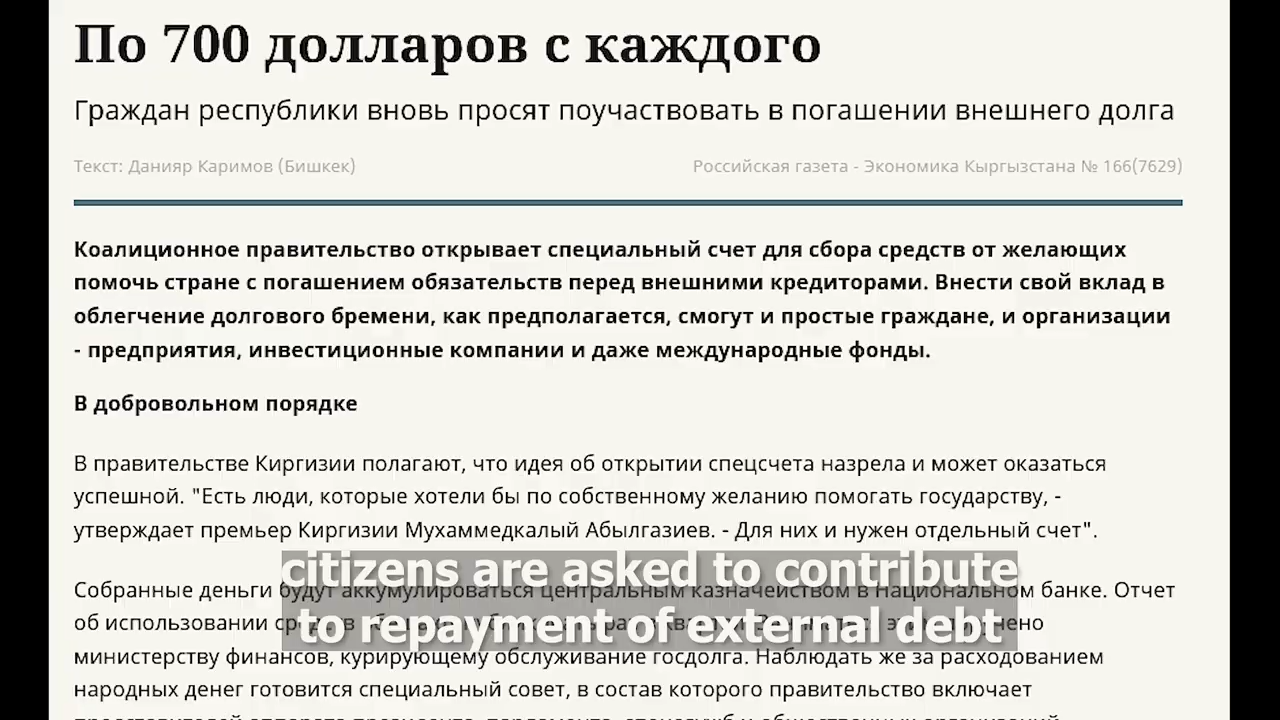 По 700 долларов с каждого
Граждан республики вновь просят поучаствовать в погашении внешнего долга
Текст: Данияр Каримов (Бишкек)
Российская газета - Экономика Кыргызстана № 166(7629)
Коалиционное правительство открывает специальный счет для сбора средств от желающих
помочь стране с погашением обязательств перед внешними кредиторами. Внести свой вклад в
облегчение долгового бремени, как предполагается, смогут и простые граждане, и организации
- предприятия, инвестиционные компании и даже международные фонды.
В добровольном порядке
В правительстве Киргизии полагают, что идея об открытии спецсчета назрела и может оказаться
успешной. "Есть люди, которые хотели бы по собственному желанию помогать государству, -
утверждает премьер Киргизии Мухаммедкалый Абылгазиев. - Для них и нужен отдельный счет".
citizens are asked to contribute
Собранные деньги будут аккумулироваться центральным казначейством в Национальном банке. Отчет
об использовании
to repayment of external debt
министерству финансов, курирующему обслуживание госдолга. Наблюдать же за расходованием
народных денег готовится специальный совет, в состав которого правительство включает